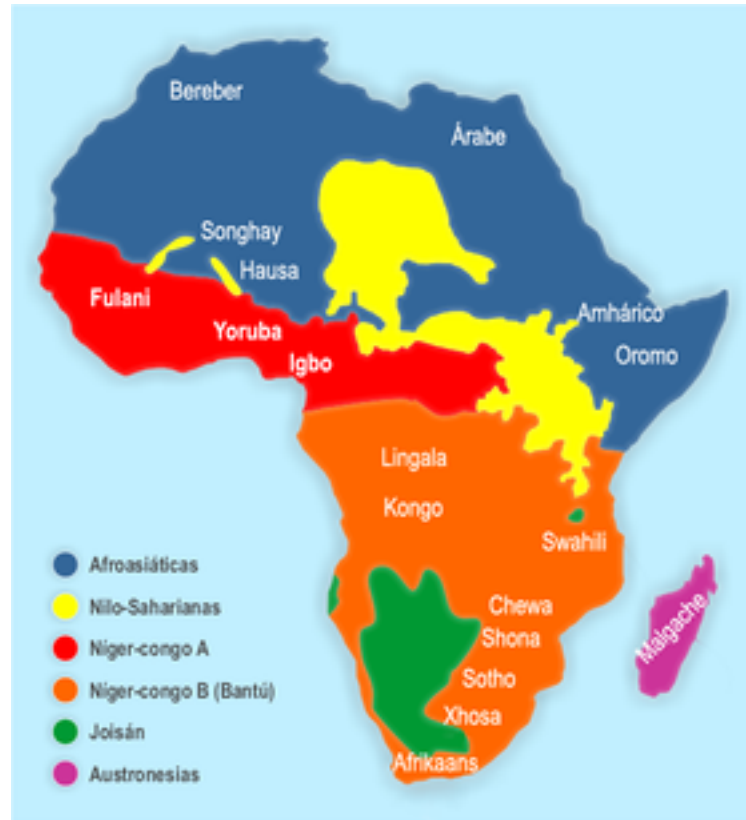 Bereber
Árabe
Songhay
Hausa
Fulani
Yoruba
Igbo
Amhárico
Oromo
Lingala
Kongo
Swahili
Chewa
Shona
Sotho
Xhosa
Afrikaans
Malgache
Afroasiáticas
Nilo-Saharianas
Níger-congo A
Níger-congo B (Bantú)
Joisán
Austronesias